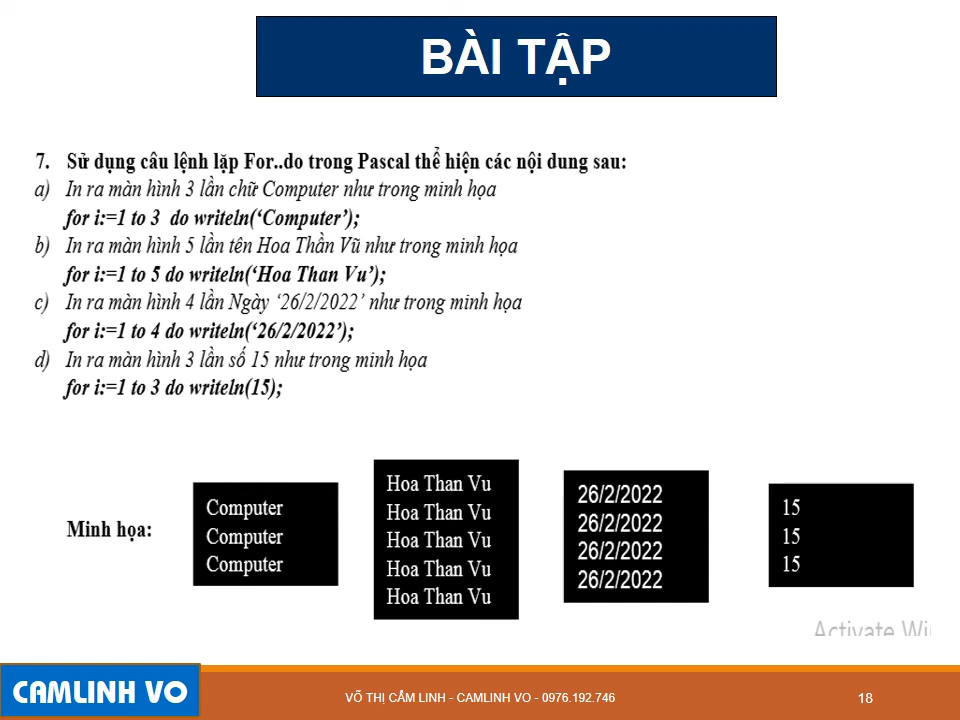 BÀI TẬP
7. Sử dụng câu lệnh lặp For..do trong Pascal thể hiện các nội dung sau:
a) In ra màn hình 3 lần chữ Computer như trong minh họa
for i:=1 to 3 do writeln(‘Computer’);
b) In ra màn hình 5 lần tên Hoa Thần Vũ như trong minh họa
for i:=1 to 5 do writeln(‘Hoa Than Vu’);
c) In ra màn hình 4 lần Ngày ‘26/2/2022’ như trong minh họa
for i:=1 to 4 do writeln(‘26/2/2022’);
d) In ra màn hình 3 lần số 15 như trong minh họa
for i:=1 to 3 do writeln(15);
Minh họa:
Computer
Computer
Computer
Hoa Than Vu
Hoa Than Vu
Hoa Than Vu
Hoa Than Vu
Hoa Than Vu
26/2/2022
26/2/2022
26/2/2022
26/2/2022
15
15
15
Activate
CAMLINH VO
VÕ THỊ CẨM LINH - CAMLINH VO - 0976.192.746
18